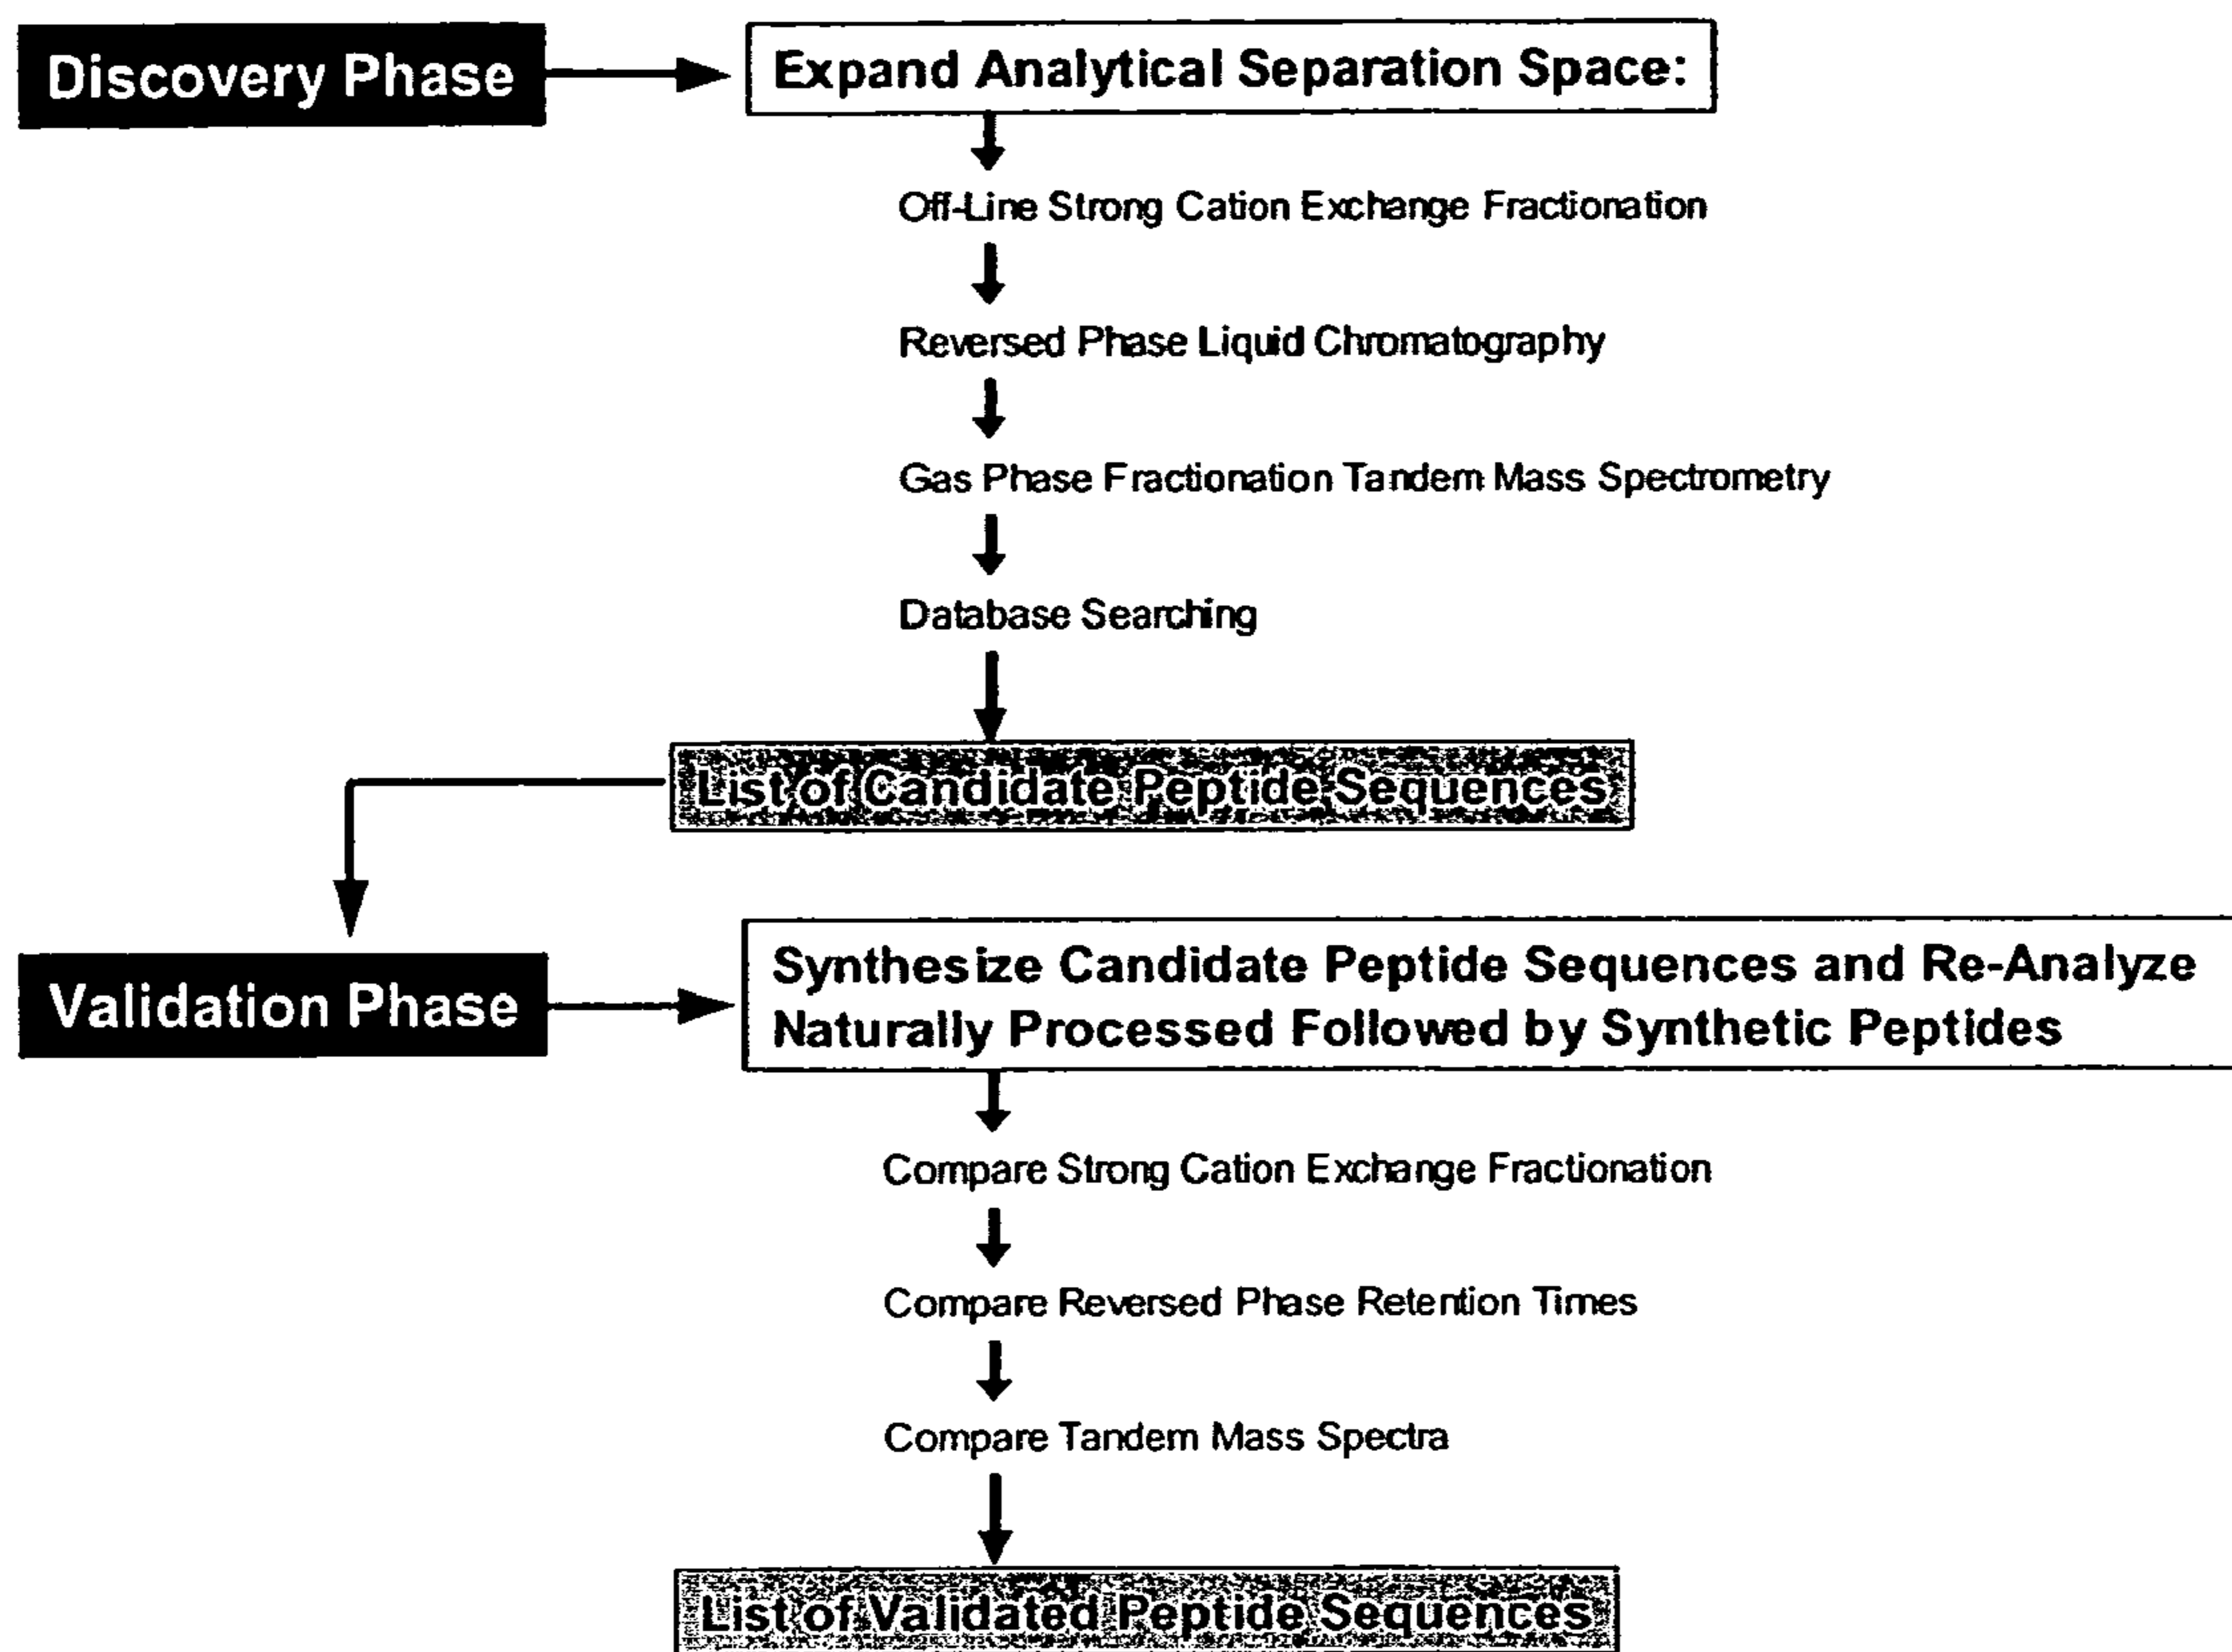 Discovery Phase
Expand Analytical Separation Space:
Off-Line Strong Cation Exchange Fractionation
Reversed Phase Liquid Chromatography
Gas Phase Fractionation Tandem Mass Spectrometry
Database Searching
List of Candidate Peptide Sequences
Validation Phase
Synthesize Candidate Peptide Sequences and Re-Analyze
Naturally Processed Followed by Synthetic Peptides
Compare Strong Cation Exchange Fractionation
Compare Reversed Phase Retention Times
Compare Tandem Mass Spectra
List of Validated Peptide Sequences